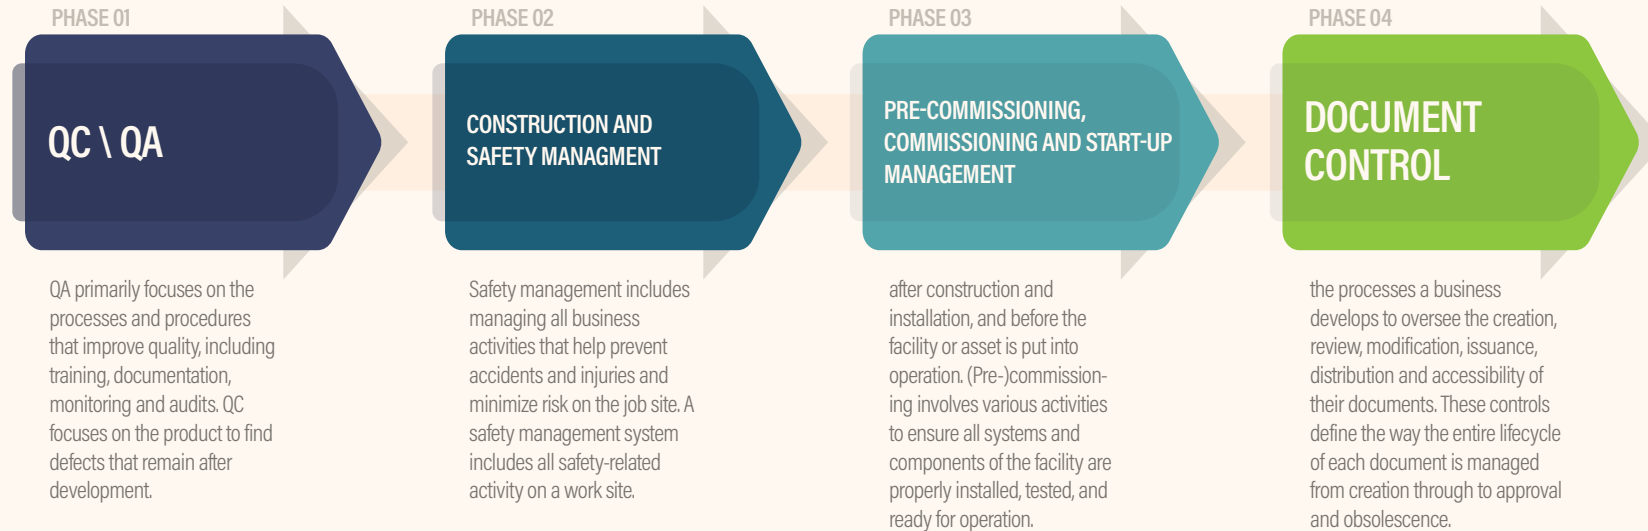 PHASE 01
QC \ QA
QA primarily focuses on the
processes and procedures
that improve quality, including
training, documentation,
monitoring and audits. QC
focuses on the product to find
defects that remain after
development.
PHASE 02
CONSTRUCTION AND
SAFETY MANAGMENT
Safety management includes
managing all business
activities that help prevent
accidents and injuries and
minimize risk on the job site. A
safety management system
includes all safety-related
activity on a work site.
PHASE 03
PRE-COMMISSIONING,
COMMISSIONING AND START-UP
MANAGEMENT
after construction and
installation, and before the
facility or asset is put into
operation. (Pre-)commission-
ing involves various activities
to ensure all systems and
components of the facility are
properly installed, tested, and
ready for operation.
PHASE 04
DOCUMENT
CONTROL
the processes a business
develops to oversee the creation,
review, modification, issuance,
distribution and accessibility of
their documents. These controls
define the way the entire lifecycle
of each document is managed
from creation through to approval
and obsolescence.